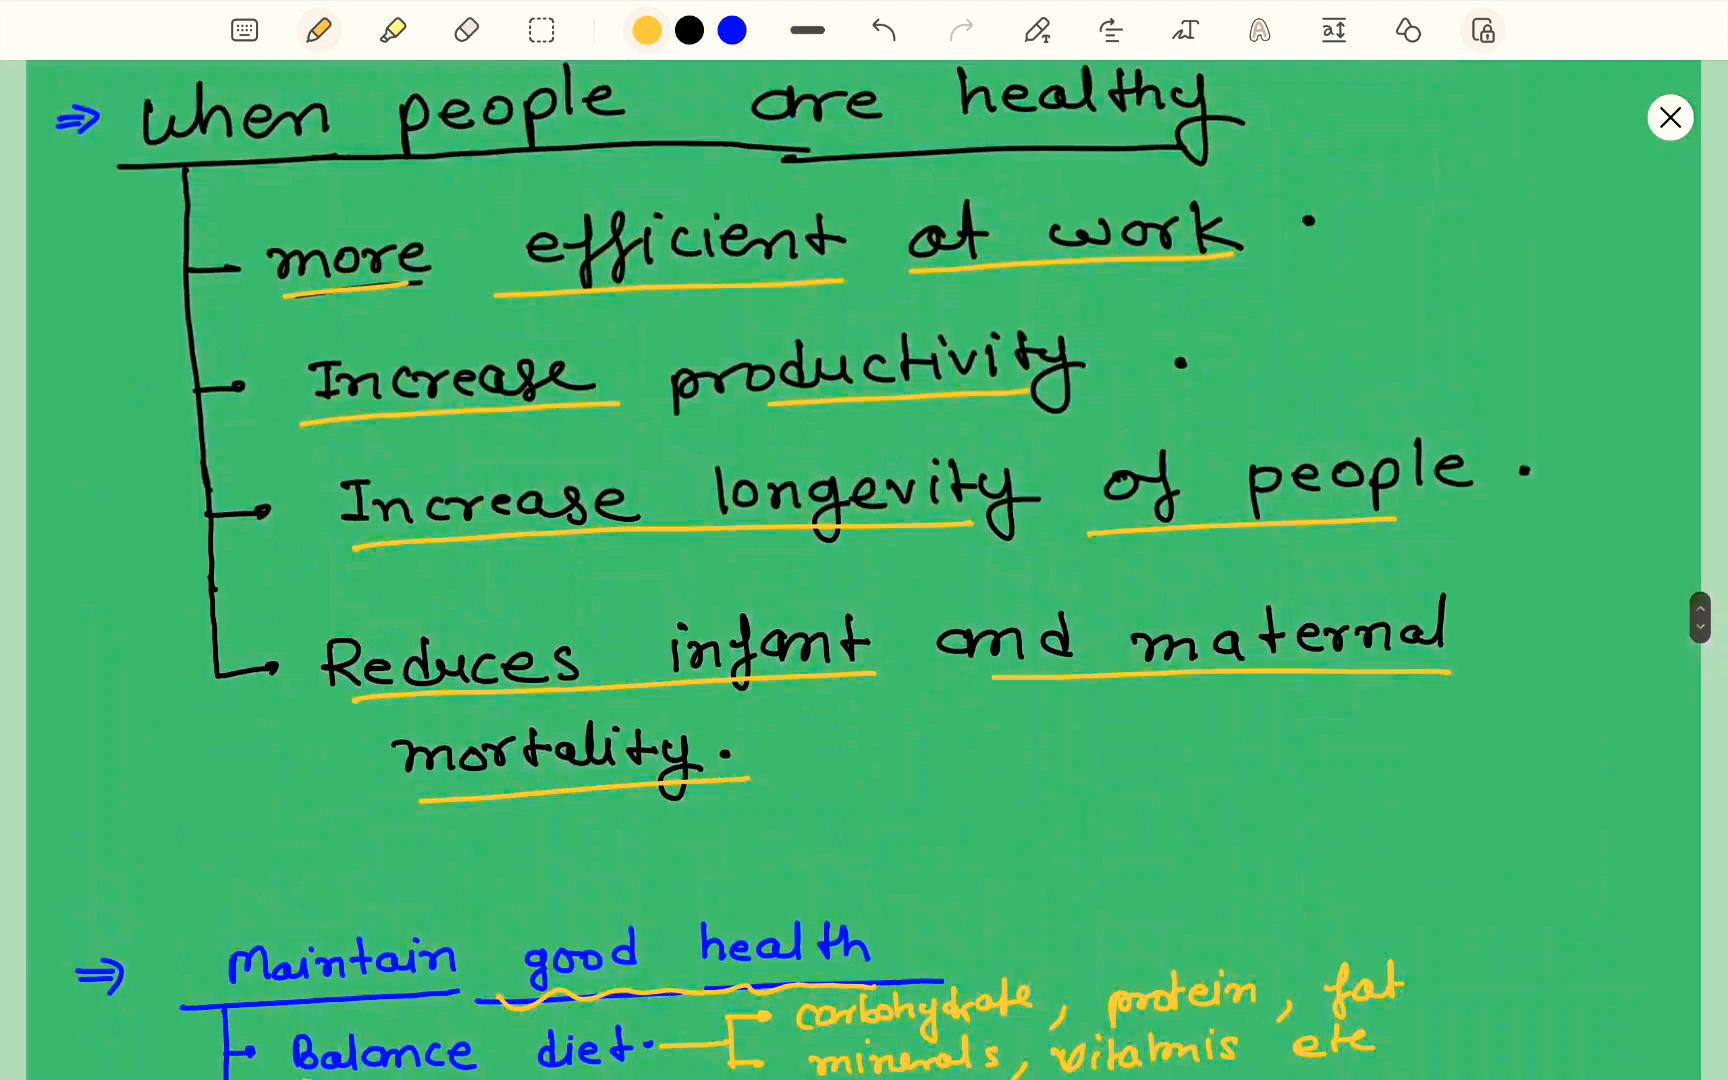 ⇒ When people are healthy
more efficient at work.
Increase productivity.
Increase longevity of people.
Reduces infant and maternal
mortality.
⇒ Maintain good health
Balance diet. carbohydrate, protein, fat
minerals, vitamnis etc